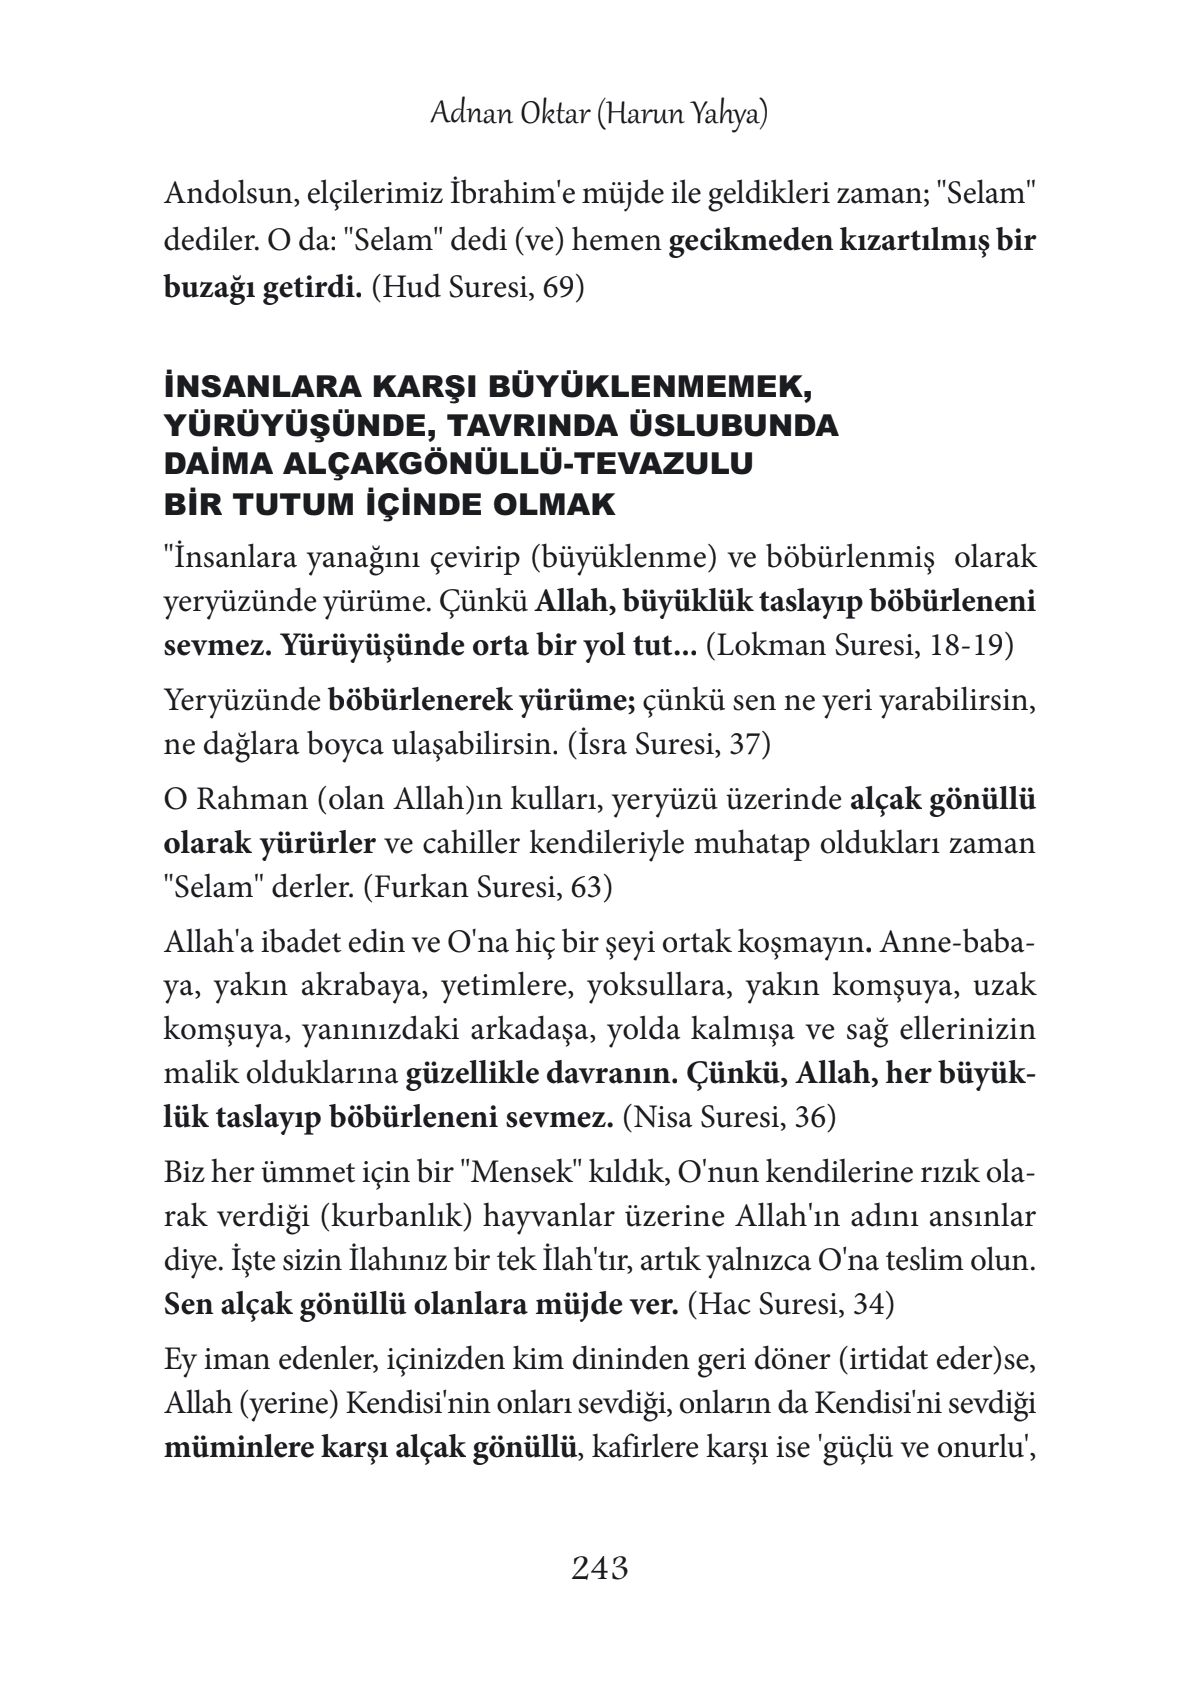 Adnan Oktar (Harun Yahya)
Andolsun, elçilerimiz İbrahim'e müjde ile geldikleri zaman; "Selam"
dediler. O da: "Selam" dedi (ve) hemen gecikmeden kızartılmış bir
buzağı getirdi. (Hud Suresi, 69)
İNSANLARA KARŞI BÜYÜKLENMEMEK,
YÜRÜYÜŞÜNDE, TAVRINDA ÜSLUBUNDA
DAİMA ALÇAKGÖNÜLLÜ-TEVAZULU
BİR TUTUM İÇİNDE OLMAK
"İnsanlara yanağını çevirip (büyüklenme) ve böbürlenmiş olarak
yeryüzünde yürüme. Çünkü Allah, büyüklük taslayıp böbürleneni
sevmez. Yürüyüşünde orta bir yol tut... (Lokman Suresi, 18-19)
Yeryüzünde böbürlenerek yürüme; çünkü sen ne yeri yarabilirsin,
ne dağlara boyca ulaşabilirsin. (İsra Suresi, 37)
O Rahman (olan Allah)ın kulları, yeryüzü üzerinde alçak gönüllü
olarak yürürler ve cahiller kendileriyle muhatap oldukları zaman
"Selam" derler. (Furkan Suresi, 63)
Allah'a ibadet edin ve O'na hiç bir şeyi ortak koşmayın. Anne-baba-
ya, yakın akrabaya, yetimlere, yoksullara, yakın komşuya, uzak
komşuya, yanınızdaki arkadaşa, yolda kalmışa ve sağ ellerinizin
malik olduklarına güzellikle davranın. Çünkü, Allah, her büyük-
lük taslayıp böbürleneni sevmez. (Nisa Suresi, 36)
Biz her ümmet için bir "Mensek" kıldık, O'nun kendilerine rızık ola-
rak verdiği (kurbanlık) hayvanlar üzerine Allah'ın adını ansınlar
diye. İşte sizin İlahınız bir tek İlah'tır, artık yalnızca O'na teslim olun.
Sen alçak gönüllü olanlara müjde ver. (Hac Suresi, 34)
Ey iman edenler, içinizden kim dininden geri döner (irtidat eder)se,
Allah (yerine) Kendisi'nin onları sevdiği, onların da Kendisi'ni sevdiği
müminlere karşı alçak gönüllü, kafirlere karşı ise 'güçlü ve onurlu',
243